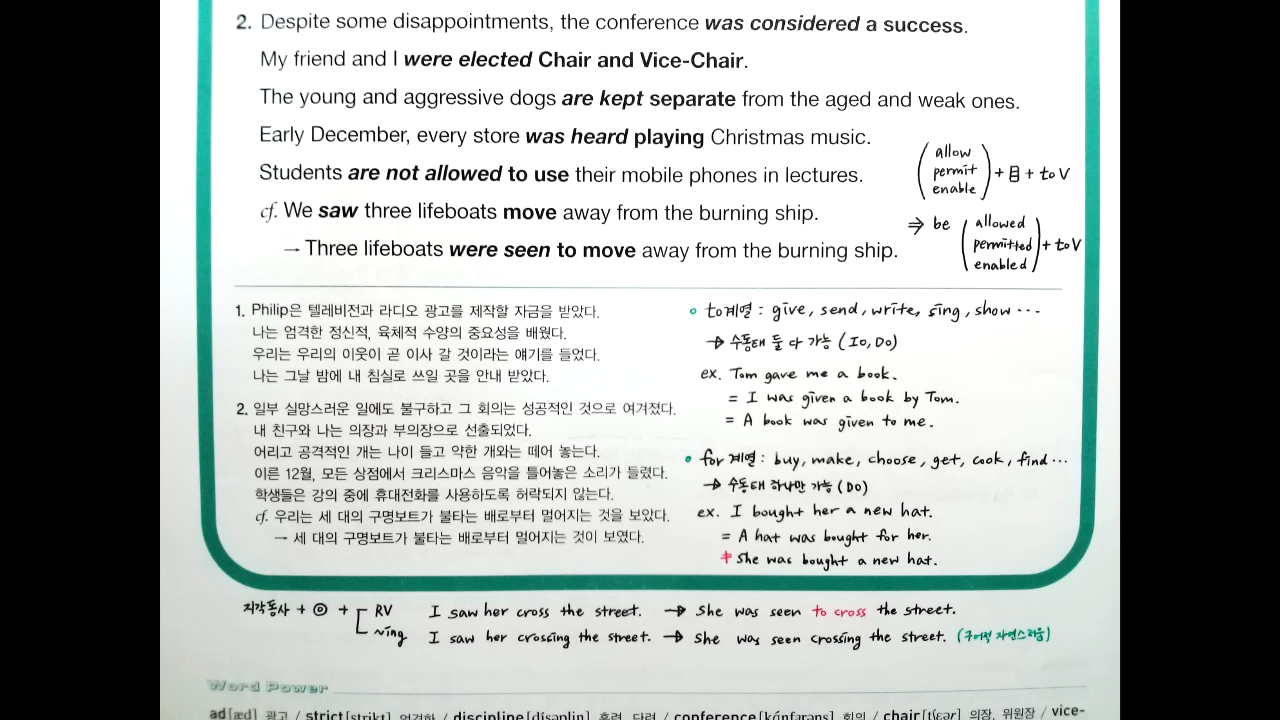 2. Despite some disappointments, the conference was considered a success.
My friend and I were elected Chair and Vice-Chair.
The young and aggressive dogs are kept separate from the aged and weak ones.
Early December, every store was heard playing Christmas music.
Students are not allowed to use their mobile phones in lectures.
cf. We saw three lifeboats move away from the burning ship.
→ Three lifeboats were seen to move away from the burning ship.
( allow permit enable ) + 목 + to V
⇒ be ( allowed permitted enabled ) + to V
1. Philip은 텔레비전과 라디오 광고를 제작할 자금을 받았다.
나는 엄격한 정신적, 육체적 수양의 중요성을 배웠다.
우리는 우리의 이웃이 곧 이사 갈 것이라는 얘기를 들었다.
나는 그날 밤에 내 침실로 쓰일 곳을 안내 받았다.
2. 일부 실망스러운 일에도 불구하고 그 회의는 성공적인 것으로 여겨졌다.
내 친구와 나는 의장과 부의장으로 선출되었다.
어리고 공격적인 개는 나이 들고 약한 개와는 떼어 놓는다.
이른 12월, 모든 상점에서 크리스마스 음악을 틀어놓은 소리가 들렸다.
학생들은 강의 중에 휴대전화를 사용하도록 허락되지 않는다.
cf. 우리는 세 대의 구명보트가 불타는 배로부터 멀어지는 것을 보았다.
→ 세 대의 구명보트가 불타는 배로부터 멀어지는 것이 보였다.
to계열 : give, send, write, sing, show ···
→ 수동태 둘 다 가능 (IO, DO)
ex. Tom gave me a book.
= I was given a book by Tom.
= A book was given to me.
for계열 : buy, make, choose, get, cook, find ···
→ 수동태 하나만 가능 (DO)
ex. I bought her a new hat.
= A hat was bought for her.
≠ She was bought a new hat.
지각동사 + ⓞ + RV I saw her cross the street. → She was seen to cross the street.
~ing I saw her crossing the street. → She was seen crossing the street. (구어적 자연스러움)
Word Power
ad[æd] 광고 / strict[strikt] 엄격한 / discipline[dísəplin] 훈련, 단련 / conference[kánfərəns] 회의 / chair[tʃɛər] 의장, 위원장 / vice-